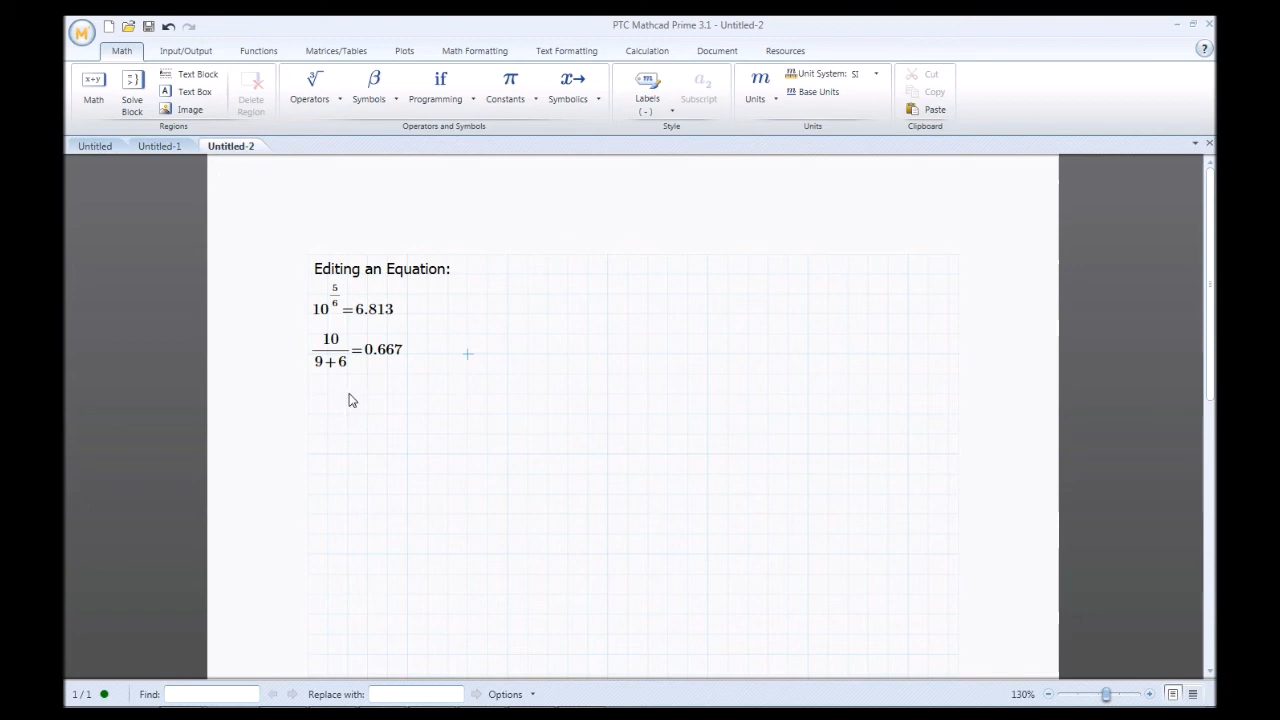 PTC Mathcad Prime 3.1 - Untitled-2
Math Input/Output Functions Matrices/Tables Plots Math Formatting Text Formatting Calculation Document Resources
Math
Solve Block
Text Block
Text Box
Image
Delete Region
Regions
Operators
Symbols
if
Programming
π
Constants
Symbolics
Operators and Symbols
Labels
( - )
Subscript
Style
Units
Unit System: SI
Base Units
Units
Cut
Copy
Paste
Clipboard
Untitled Untitled-1 Untitled-2
Editing an Equation:
10^(5/6) = 6.813
10/(9+6) = 0.667
1 / 1 Find: Replace with: Options 130%